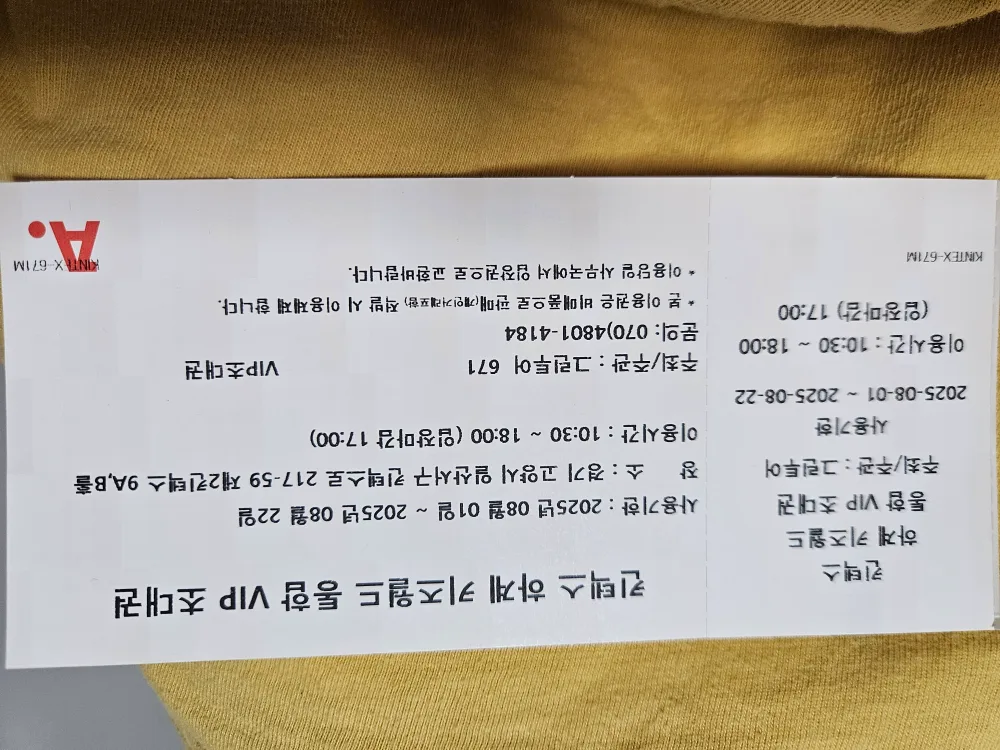 킨텍스 하계 키즈월드 통합 VIP 초대권
사용기한 : 2025년 08월 01일 ~ 2025년 08월 22일
장 소 : 경기 고양시 일산서구 킨텍스로 217-59 제2킨텍스 9A,B홀
이용시간 : 10:30 ~ 18:00 (입장마감 17:00)
주최/주관 : 그린투어 671 VIP초대권
문의: 070)4801-4184
* 본 이용권은 비매품으로 판매(개인거래포함) 적발 시 이용제재 합니다.
* 이용당일 사무국에서 입장권으로 교환바랍니다.
KINTEX-671M
A.
킨텍스
하계 키즈월드
통합 VIP 초대권
주최/주관 : 그린투어
사용기한
2025-08-01 ~ 2025-08-22
이용시간 : 10:30 ~ 18:00
(입장마감) 17:00)
KINTEX-671M